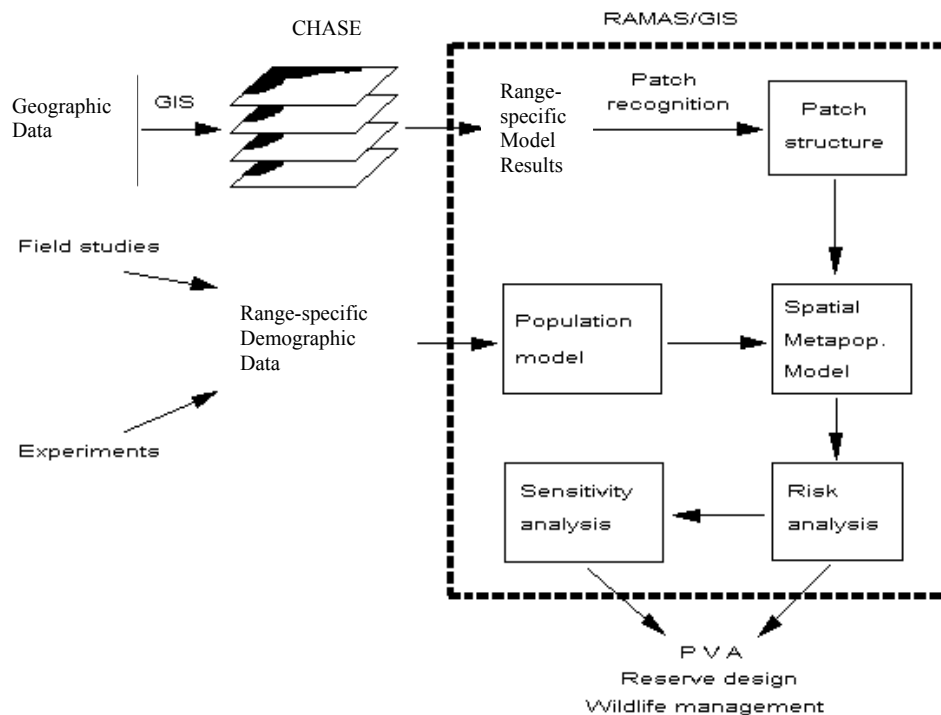 CHASE
RAMAS/GIS
Geographic
Data
GIS
Range-
specific
Model
Results
Patch
recognition
Patch
structure
Field studies
Range-specific
Demographic
Data
Experiments
Population
model
Spatial
Metapop.
Model
Sensitivity
analysis
Risk
analysis
P V A
Reserve design
Wildlife management